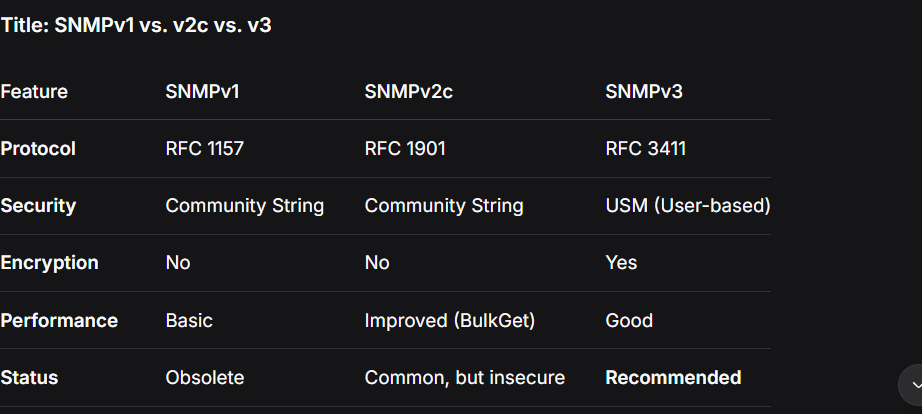 Title: SNMPv1 vs. v2c vs. v3
Feature SNMPv1 SNMPv2c SNMPv3
Protocol RFC 1157 RFC 1901 RFC 3411
Security Community String Community String USM (User-based)
Encryption No No Yes
Performance Basic Improved (BulkGet) Good
Status Obsolete Common, but insecure Recommended